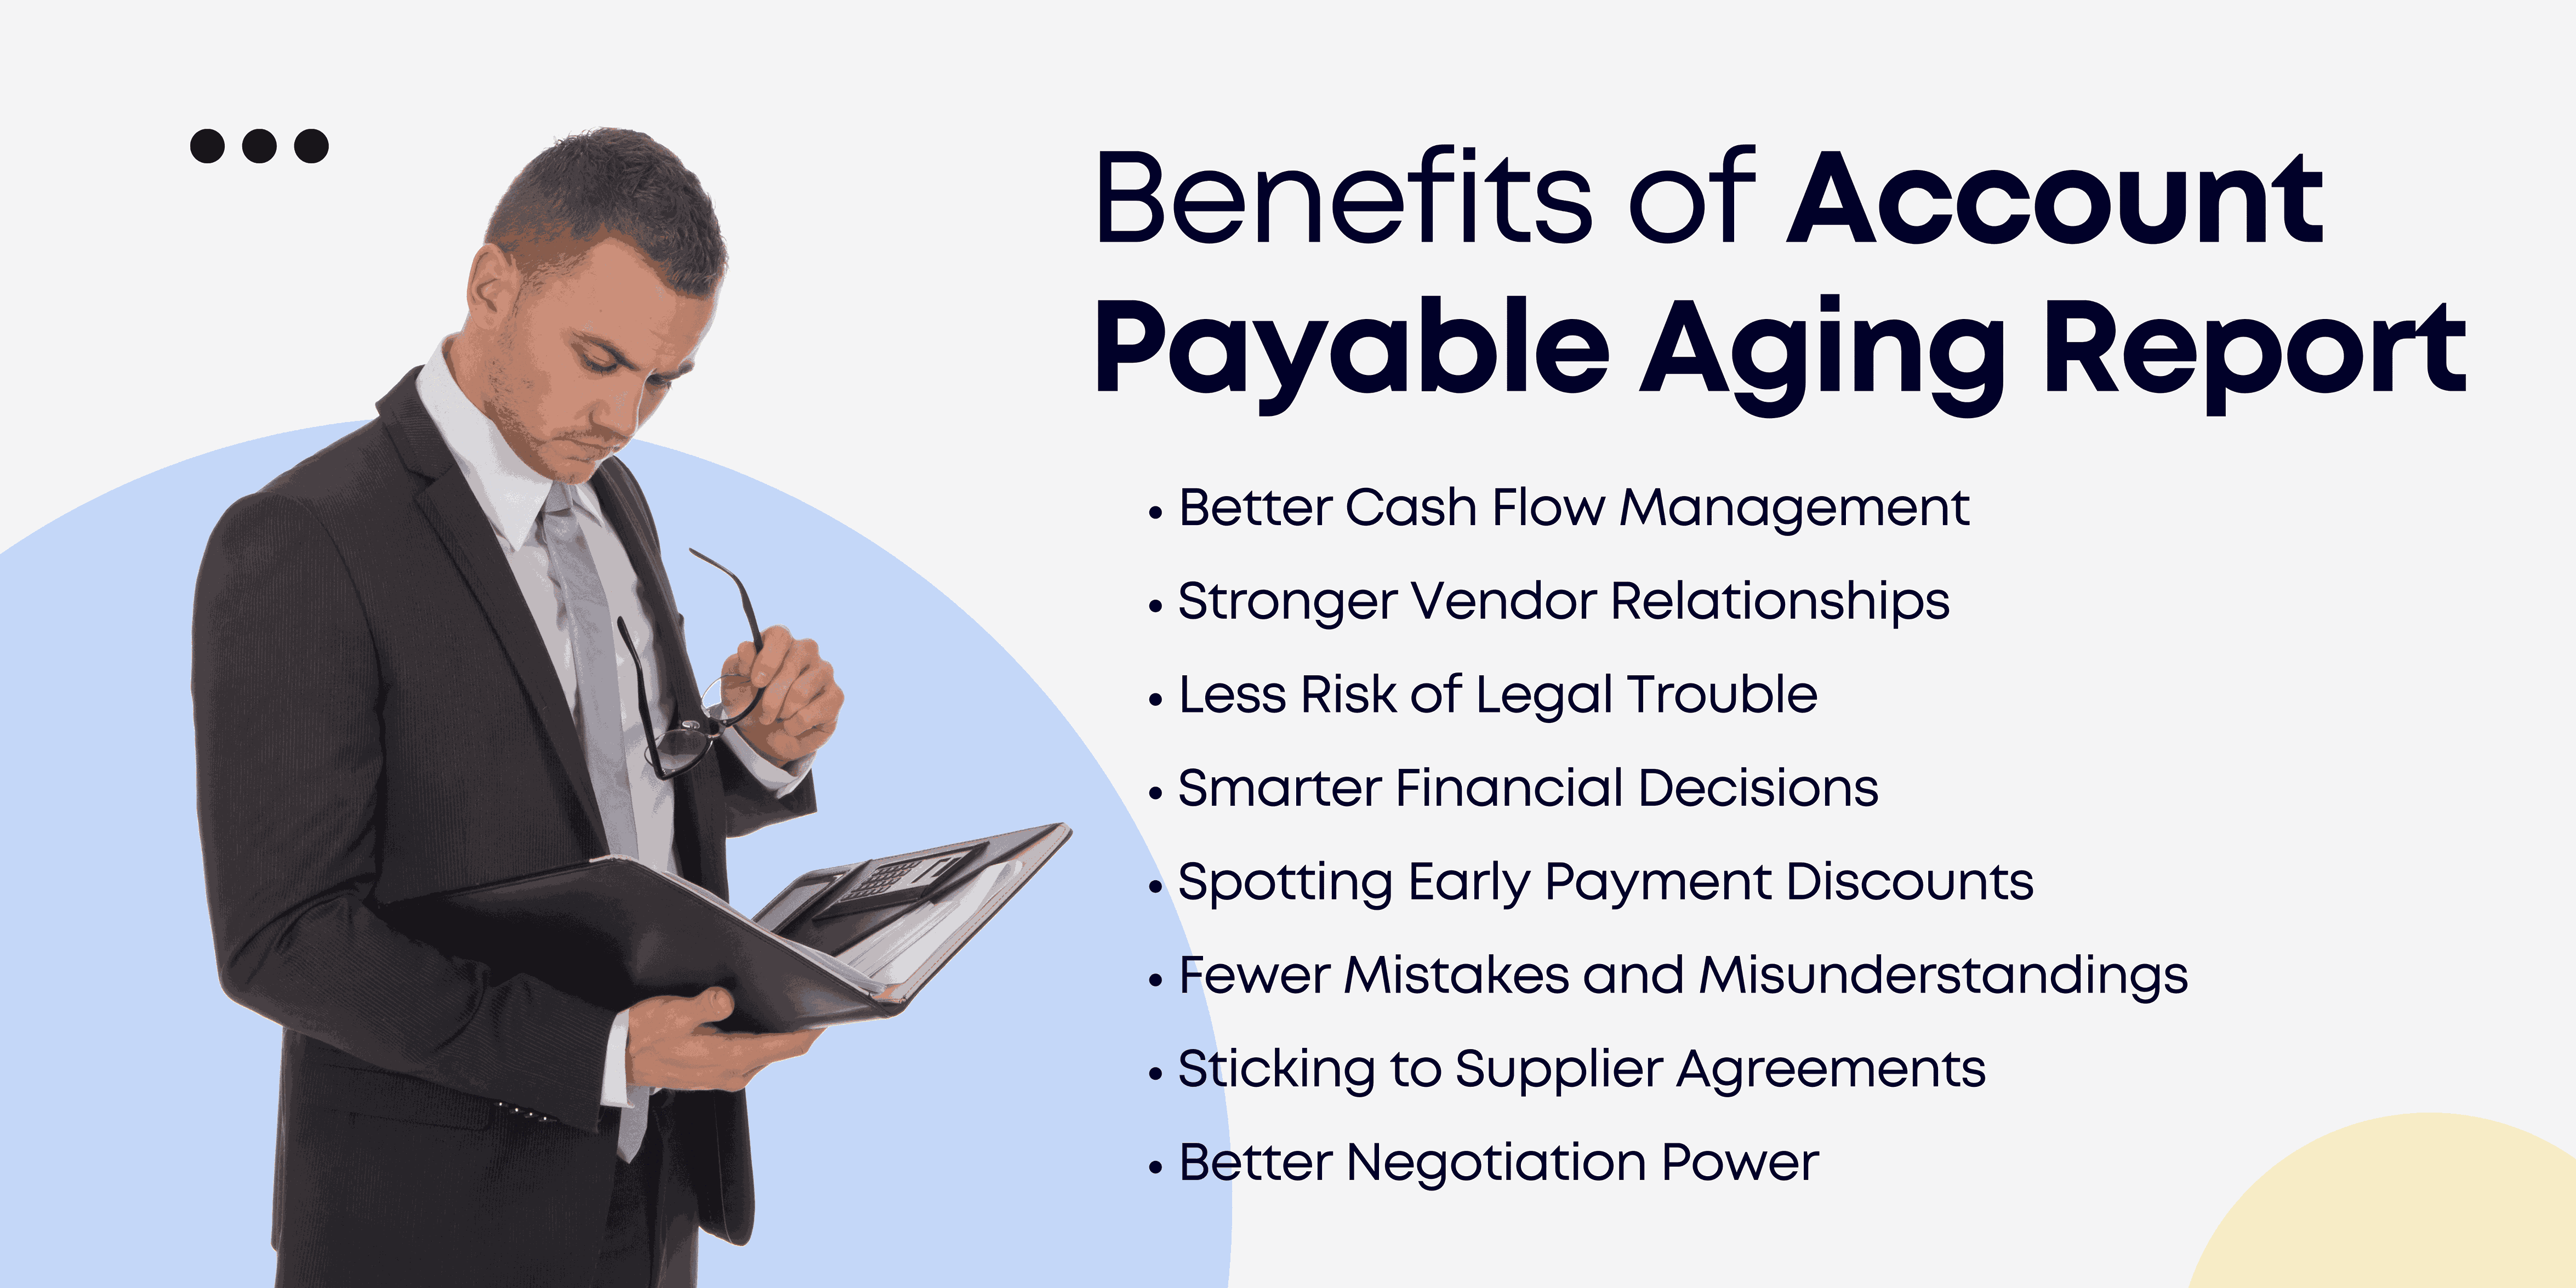 Benefits of Account
Payable Aging Report
• Better Cash Flow Management
• Stronger Vendor Relationships
• Less Risk of Legal Trouble
• Smarter Financial Decisions
• Spotting Early Payment Discounts
• Fewer Mistakes and Misunderstandings
• Sticking to Supplier Agreements
• Better Negotiation Power